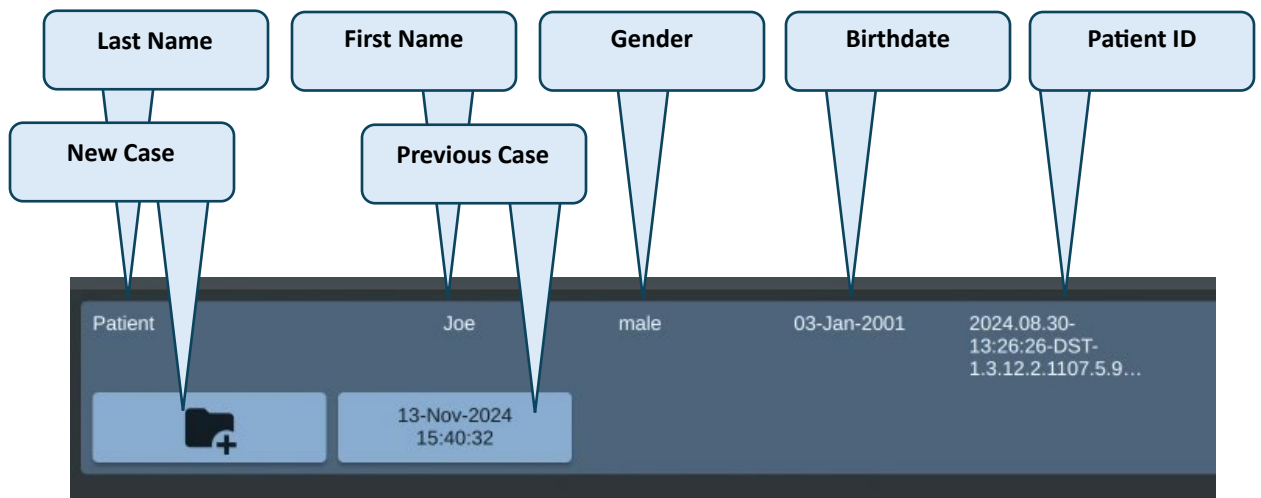 Last Name
First Name
Gender
Birthdate
Patient ID
New Case
Previous Case
Patient
Joe
male
03-Jan-2001
2024.08.30-
13:26:26-DST-
1.3.12.2.1107.5.9…
13-Nov-2024
15:40:32